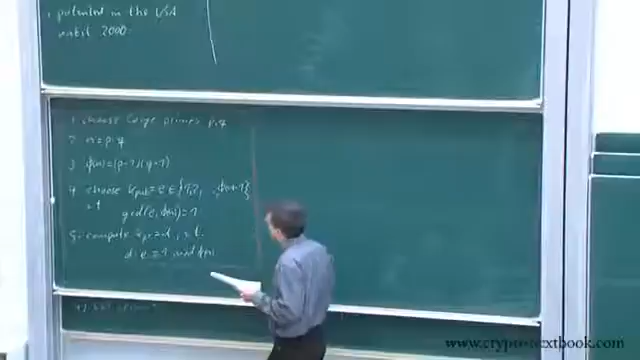 patented in the USA
until 2000.
1. choose large primes p, q
2. n = p·q
3. ϕ(n)=(p-1)(q-1)
4. choose kpub = e ∈ {1,2, ..,ϕ(n)-1}
s.t. gcd(e, ϕ(n))=1
5. compute kpr = d, s.t.
d·e ≡ 1 mod ϕ(n)
www.crypto-textbook.com